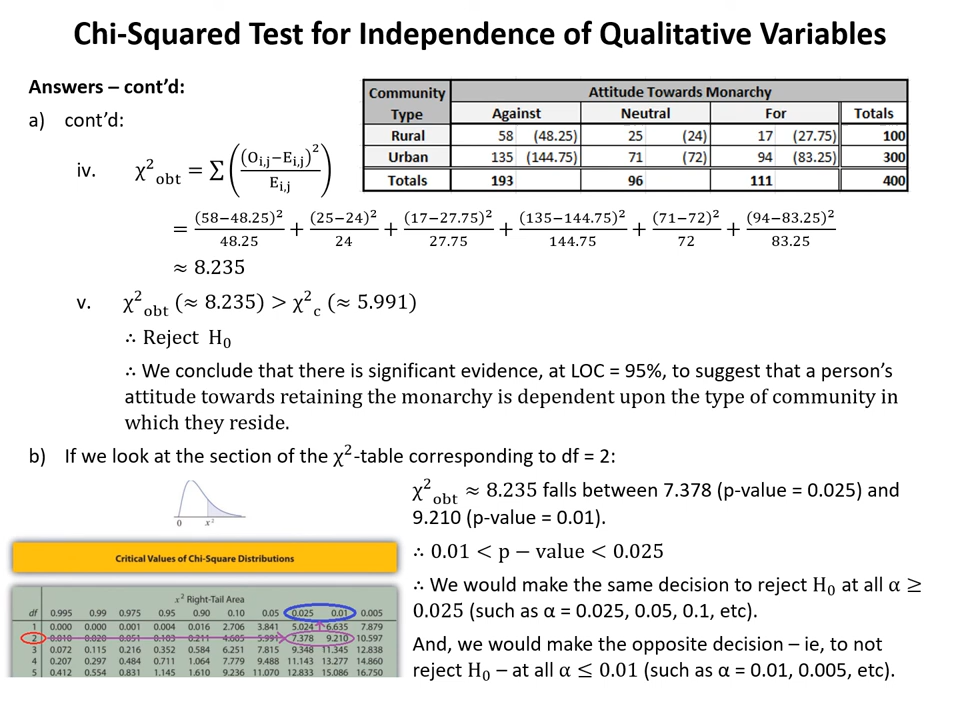 Chi-Squared Test for Independence of Qualitative Variables
Answers – cont'd:
a) cont'd:
Community Type Attitude Towards Monarchy
Against Neutral For Totals
Rural 58 (48.25) 25 (24) 17 (27.75) 100
Urban 135 (144.75) 71 (72) 94 (83.25) 300
Totals 193 96 111 400
iv. χ²obt = Σ((Oi,j−Ei,j)²/Ei,j)
= (58−48.25)²/48.25 + (25−24)²/24 + (17−27.75)²/27.75 + (135−144.75)²/144.75 + (71−72)²/72 + (94−83.25)²/83.25
≈ 8.235
v. χ²obt (≈ 8.235) > χ²c (≈ 5.991)
∴ Reject H₀
∴ We conclude that there is significant evidence, at LOC = 95%, to suggest that a person's
attitude towards retaining the monarchy is dependent upon the type of community in
which they reside.
b) If we look at the section of the χ²-table corresponding to df = 2:
0 x²
Critical Values of Chi-Square Distributions
x² Right-Tail Area
df 0.995 0.99 0.975 0.95 0.90 0.10 0.05 0.025 0.01 0.005
1 0.000 0.000 0.001 0.004 0.016 2.706 3.841 5.024 6.635 7.879
2 0.010 0.020 0.051 0.103 0.211 4.605 5.991 7.378 9.210 10.597
3 0.072 0.115 0.216 0.352 0.584 6.251 7.815 9.348 11.345 12.838
4 0.207 0.297 0.484 0.711 1.064 7.779 9.488 11.143 13.277 14.860
5 0.412 0.554 0.831 1.145 1.610 9.236 11.070 12.833 15.086 16.750
χ²obt ≈ 8.235 falls between 7.378 (p-value = 0.025) and
9.210 (p-value = 0.01).
∴ 0.01 < p − value < 0.025
∴ We would make the same decision to reject H₀ at all α ≥
0.025 (such as α = 0.025, 0.05, 0.1, etc).
And, we would make the opposite decision – ie, to not
reject H₀ – at all α ≤ 0.01 (such as α = 0.01, 0.005, etc).